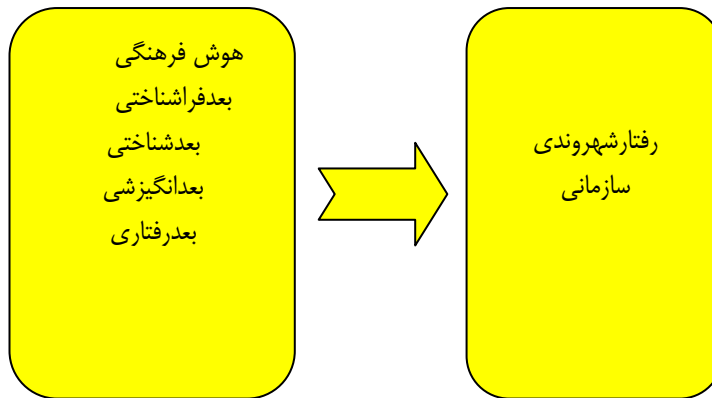 هوش فرهنگی
بعدفراشناختی
بعدشناختی
بعدانگیزشی
بعدرفتاری
رفتارشهروندی
سازمانی